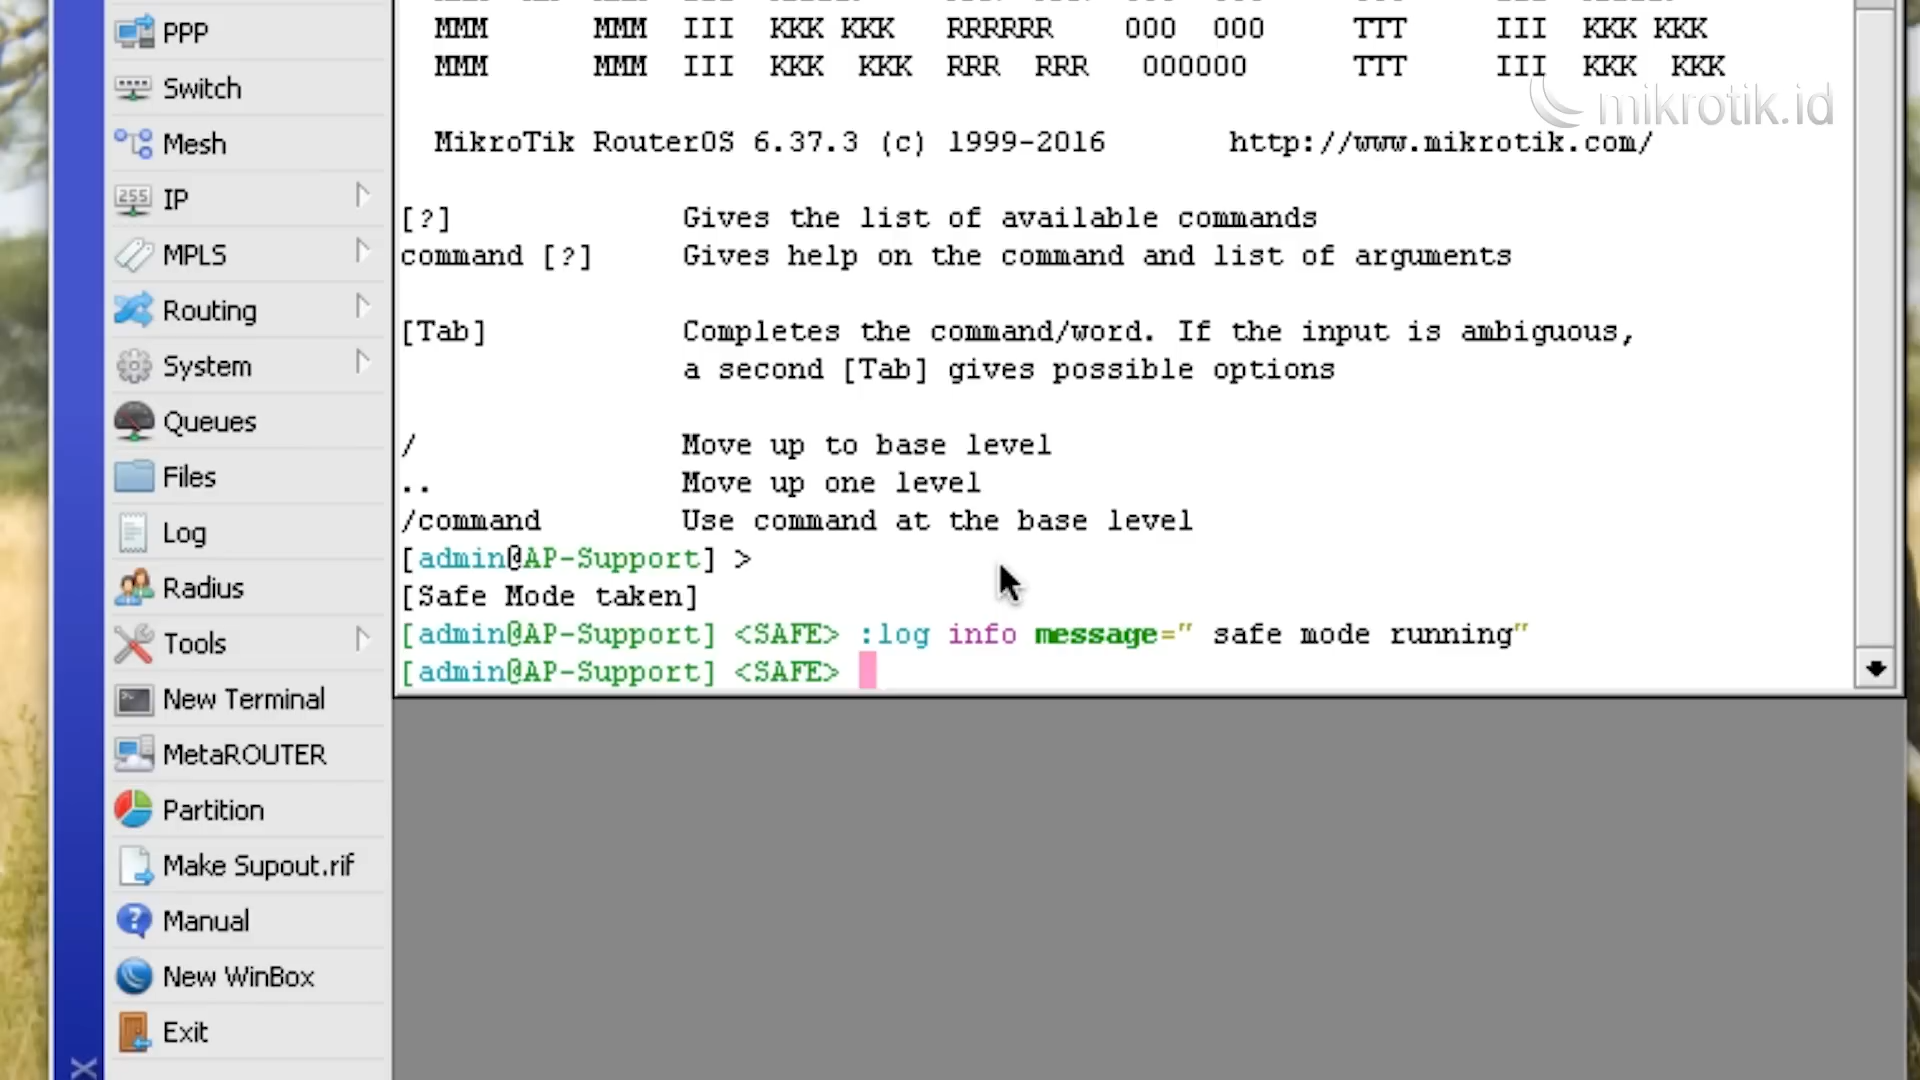 PPP
Switch
Mesh
255 IP
MPLS
Routing
System
Queues
Files
Log
Radius
Tools
New Terminal
MetaROUTER
Partition
Make Supout.rif
Manual
New WinBox
Exit
MMM MMM III KKK KKK RRRRRR OOO OOO TTT III KKK KKK
MMM MMM III KKK KKK RRR RRR OOOOOO TTT III KKK KKK
mikrotik.id
MikroTik RouterOS 6.37.3 (c) 1999-2016 http://www.mikrotik.com/
[?] Gives the list of available commands
command [?] Gives help on the command and list of arguments
[Tab] Completes the command/word. If the input is ambiguous,
a second [Tab] gives possible options
/ Move up to base level
.. Move up one level
/command Use command at the base level
[admin@AP-Support] >
[Safe Mode taken]
[admin@AP-Support] <SAFE> :log info message=" safe mode running"
[admin@AP-Support] <SAFE>